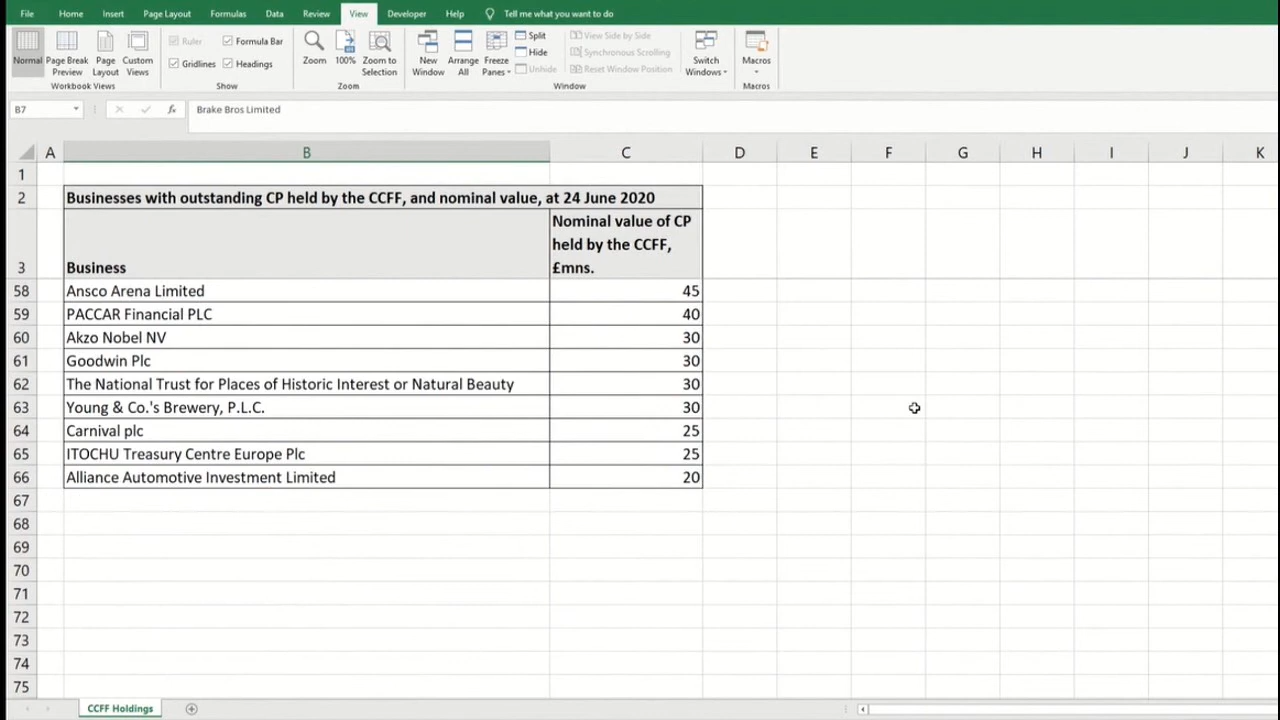 File Home Insert Page Layout Formulas Data Review View Developer Help Tell me what you want to do
Normal Page Break Preview Page Layout Custom Views
Workbook Views
Ruler Formula Bar
Gridlines Headings
Show
Zoom 100% Zoom to Selection
Zoom
New Window Arrange All Freeze Panes
Split
Hide
Unhide
View Side by Side
Synchronous Scrolling
Reset Window Position
Switch Windows
Window
Macros
Macros
B7 fx Brake Bros Limited
A B C D E F G H I J K
1
2 Businesses with outstanding CP held by the CCFF, and nominal value, at 24 June 2020
Nominal value of CP
held by the CCFF,
3 Business £mns.
58 Ansco Arena Limited 45
59 PACCAR Financial PLC 40
60 Akzo Nobel NV 30
61 Goodwin Plc 30
62 The National Trust for Places of Historic Interest or Natural Beauty 30
63 Young & Co.'s Brewery, P.L.C. 30
64 Carnival plc 25
65 ITOCHU Treasury Centre Europe Plc 25
66 Alliance Automotive Investment Limited 20
67
68
69
70
71
72
73
74
75
CCFF Holdings